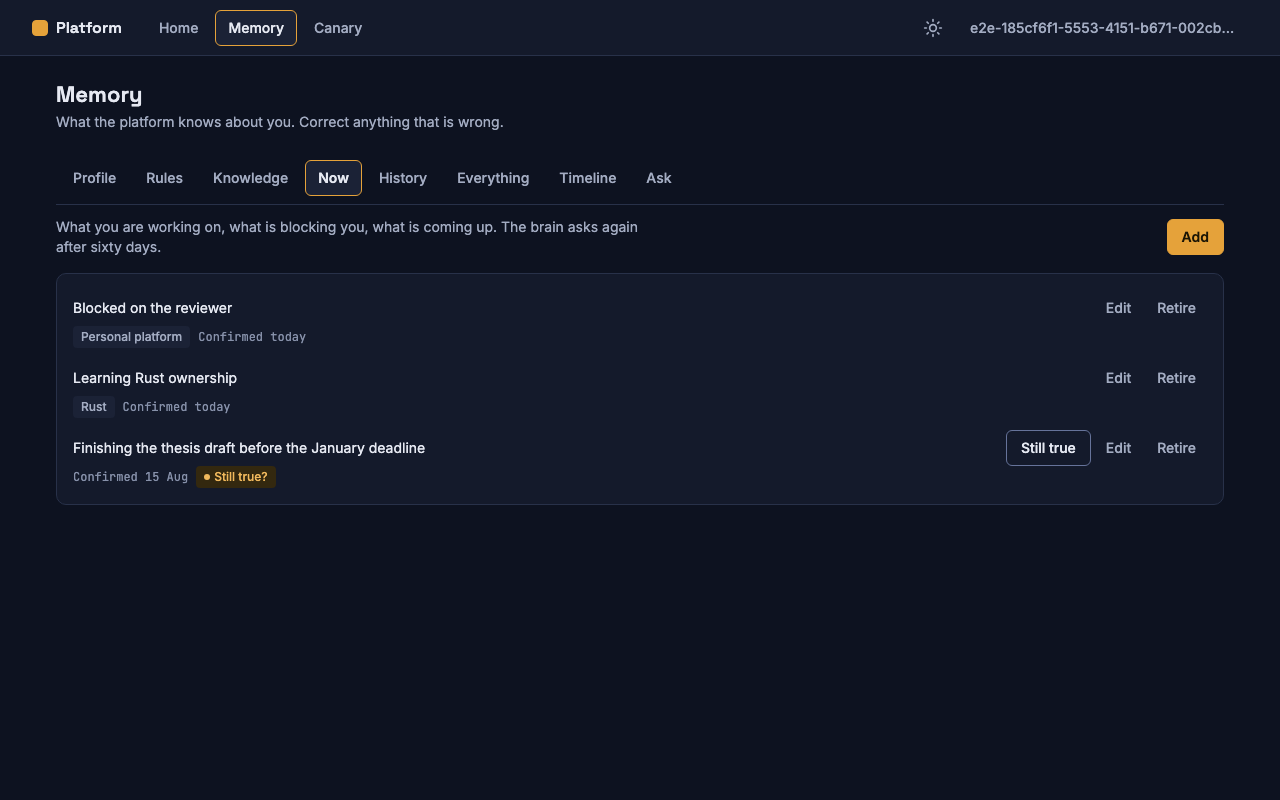 Platform
Home
Memory
Canary
e2e-185cf6f1-5553-4151-b671-002cb...
Memory
What the platform knows about you. Correct anything that is wrong.
Profile
Rules
Knowledge
Now
History
Everything
Timeline
Ask
What you are working on, what is blocking you, what is coming up. The brain asks again
after sixty days.
Add
Blocked on the reviewer
Edit
Retire
Personal platform
Confirmed today
Learning Rust ownership
Edit
Retire
Rust
Confirmed today
Finishing the thesis draft before the January deadline
Still true
Edit
Retire
Confirmed 15 Aug
Still true?